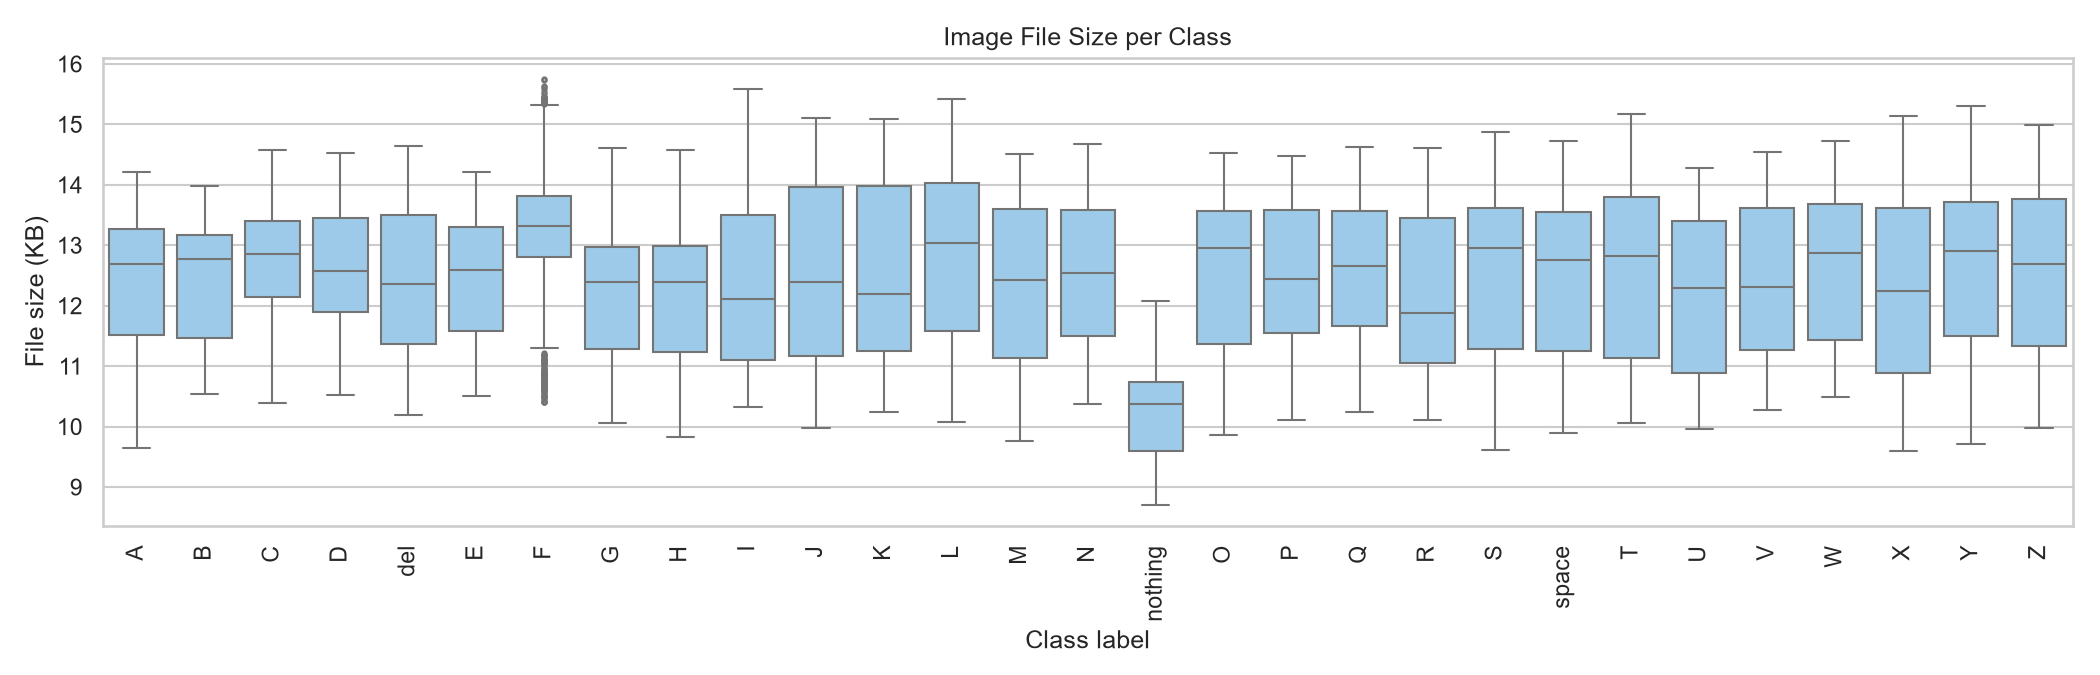 Image File Size per Class
File size (KB)
16
15
14
13
12
11
10
9
A B C D del E F G H I J K L M N nothing O P Q R S space T U V W X Y Z
Class label